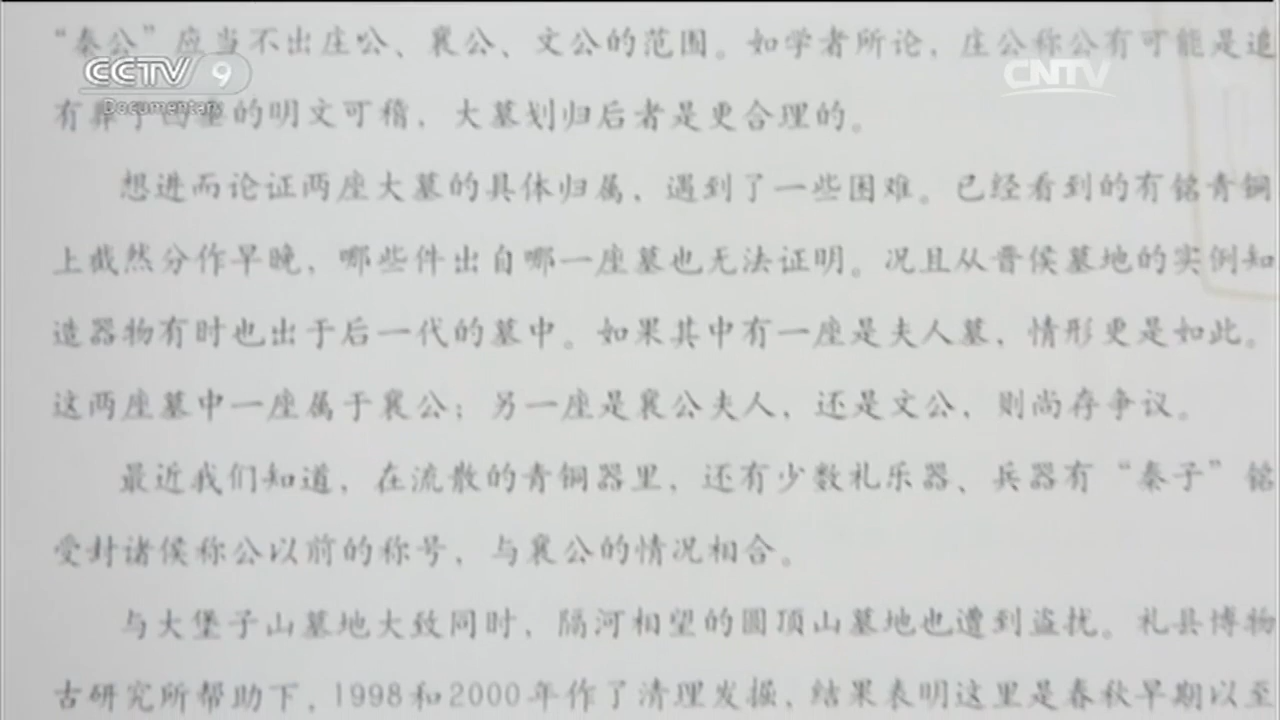 “秦公”应当不出庄公、襄公、文公的范围。如学者所论，庄公称公有可能是追
CCTV 9
CNTV
Documentary
有葬于西垂的明文可稽，大墓划归后者是更合理的。
想进而论证两座大墓的具体归属，遇到了一些困难。已经看到的有铭青铜
上截然分作早晚，哪些件出自哪一座墓也无法证明。况且从晋侯墓地的实例知
造器物有时也出于后一代的墓中。如果其中有一座是夫人墓，情形更是如此。
这两座墓中一座属于襄公；另一座是襄公夫人，还是文公，则尚存争议。
最近我们知道，在流散的青铜器里，还有少数礼乐器、兵器有“秦子”铭
受封诸侯称公以前的称号，与襄公的情况相合。
与大堡子山墓地大致同时，隔河相望的圆顶山墓地也遭到盗扰。礼县博物
古研究所帮助下，1998和2000年作了清理发掘，结果表明这里是春秋早期以至